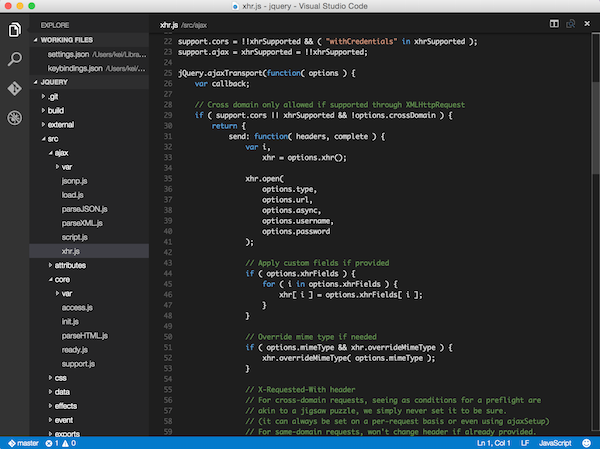 xhr.js - jquery - Visual Studio Code
EXPLORE
WORKING FILES
settings.json /Users/kei/Libra...
keybindings.json /Users/kei/...
JQUERY
.git
build
external
src
ajax
var
jsonp.js
load.js
parseJSON.js
parseXML.js
script.js
xhr.js
attributes
core
var
access.js
init.js
parseHTML.js
ready.js
support.js
css
data
effects
event
exports
xhr.js /src/ajax
22 support.cors = !!xhrSupported && ( "withCredentials" in xhrSupported );
23 support.ajax = xhrSupported = !!xhrSupported;
24
25 jQuery.ajaxTransport(function( options ) {
26 var callback;
27
28 // Cross domain only allowed if supported through XMLHttpRequest
29 if ( support.cors || xhrSupported && !options.crossDomain ) {
30 return {
31 send: function( headers, complete ) {
32 var i,
33 xhr = options.xhr();
34
35 xhr.open(
36 options.type,
37 options.url,
38 options.async,
39 options.username,
40 options.password
41 );
42
43 // Apply custom fields if provided
44 if ( options.xhrFields ) {
45 for ( i in options.xhrFields ) {
46 xhr[ i ] = options.xhrFields[ i ];
47 }
48 }
49
50 // Override mime type if needed
51 if ( options.mimeType && xhr.overrideMimeType ) {
52 xhr.overrideMimeType( options.mimeType );
53 }
54
55 // X-Requested-With header
56 // For cross-domain requests, seeing as conditions for a preflight are
57 // akin to a jigsaw puzzle, we simply never set it to be sure.
58 // (it can always be set on a per-request basis or even using ajaxSetup)
59 // For same-domain requests, won't change header if already provided.
master
1
0
Ln 1, Col 1
LF
JavaScript